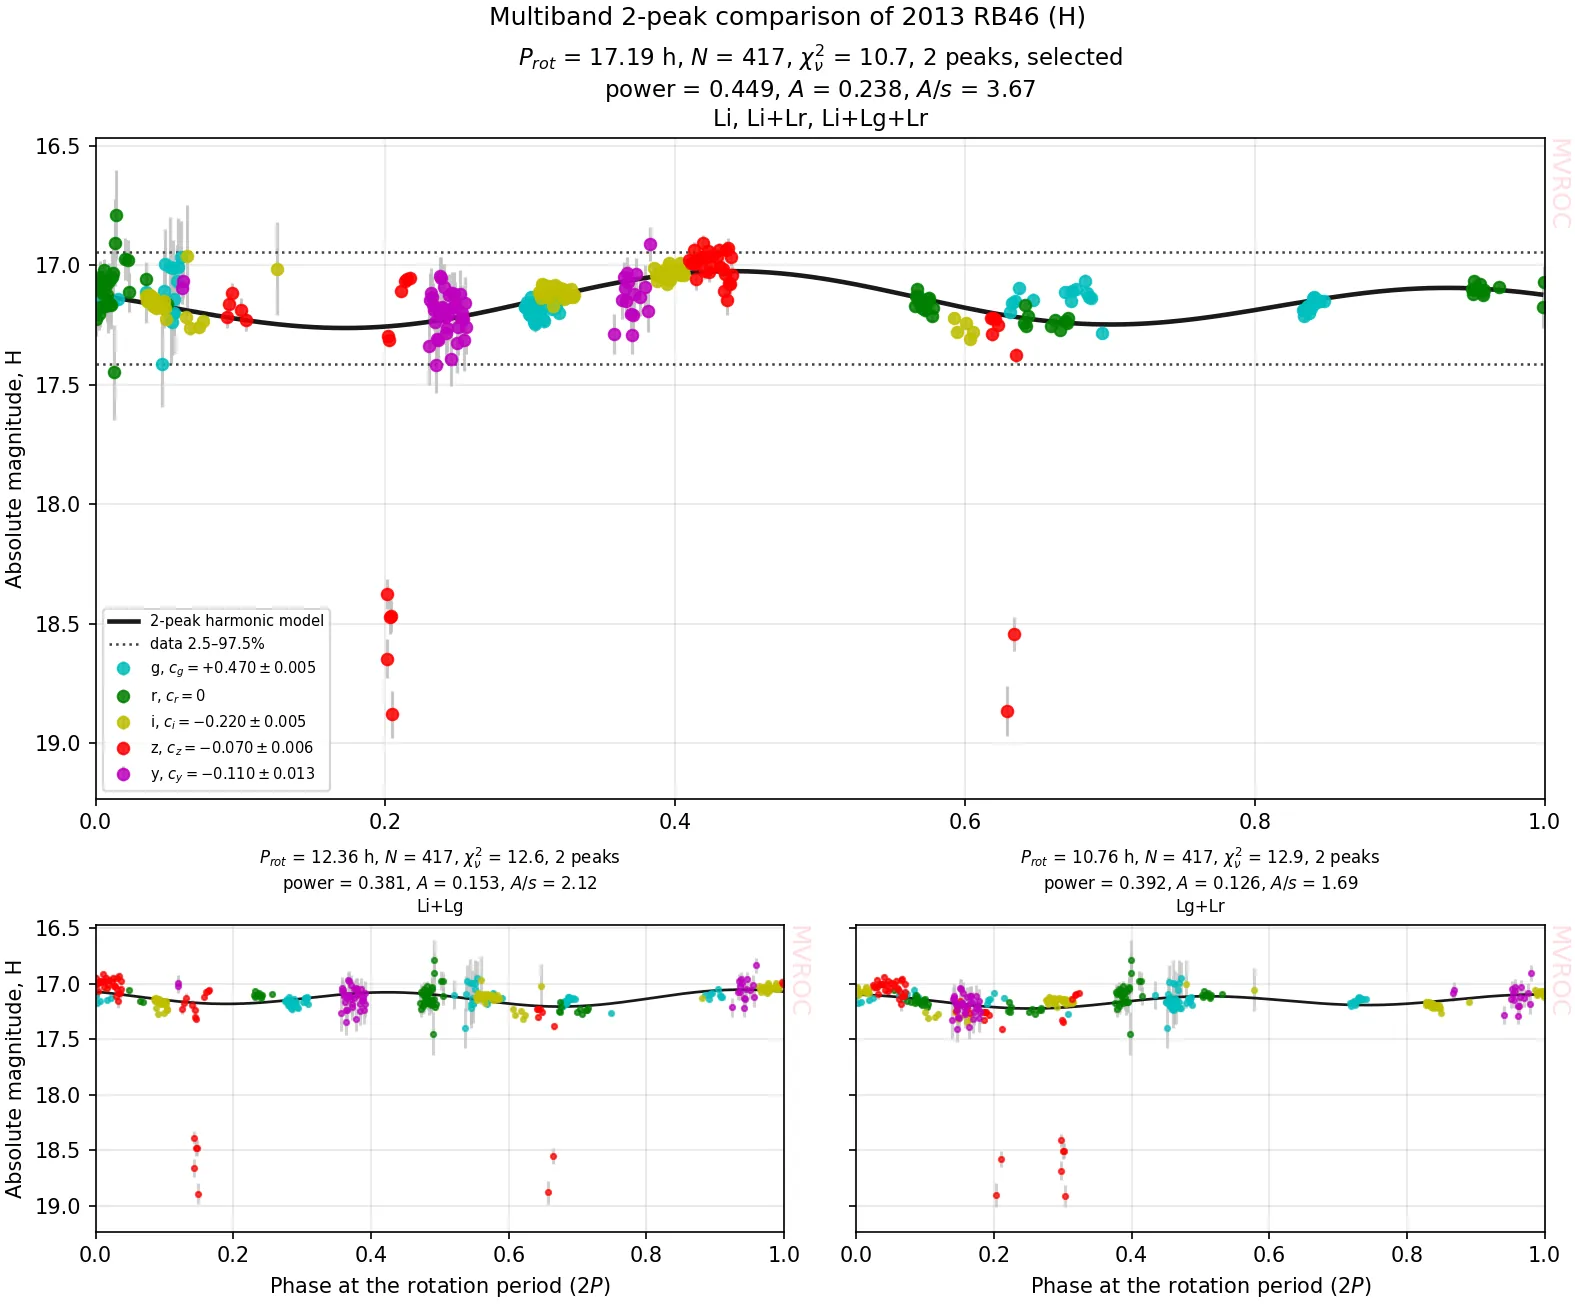 Multiband 2-peak comparison of 2013 RB46 (H)
P_rot = 17.19 h, N = 417, χ²_ν = 10.7, 2 peaks, selected
power = 0.449, A = 0.238, A/s = 3.67
Li, Li+Lr, Li+Lg+Lr
MVROC
16.5
17.0
17.5
18.0
18.5
19.0
Absolute magnitude, H
2-peak harmonic model
data 2.5–97.5%
g, c_g = +0.470 ± 0.005
r, c_r = 0
i, c_i = −0.220 ± 0.005
z, c_z = −0.070 ± 0.006
y, c_y = −0.110 ± 0.013
0.0 0.2 0.4 0.6 0.8 1.0
P_rot = 12.36 h, N = 417, χ²_ν = 12.6, 2 peaks
power = 0.381, A = 0.153, A/s = 2.12
Li+Lg
MVROC
16.5
17.0
17.5
18.0
18.5
19.0
Absolute magnitude, H
0.0 0.2 0.4 0.6 0.8 1.0
Phase at the rotation period (2P)
P_rot = 10.76 h, N = 417, χ²_ν = 12.9, 2 peaks
power = 0.392, A = 0.126, A/s = 1.69
Lg+Lr
MVROC
0.0 0.2 0.4 0.6 0.8 1.0
Phase at the rotation period (2P)